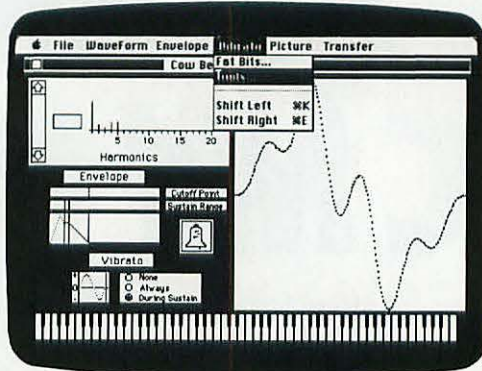 File WaveForm Envelope Vibrato Picture Transfer
Cow Be
Fat Bits...
Tools...
Shift Left ⌘K
Shift Right ⌘E
5 10 15 20
Harmonics
Envelope
Cutoff Point
Sustain Range
Vibrato
None
Always
During Sustain